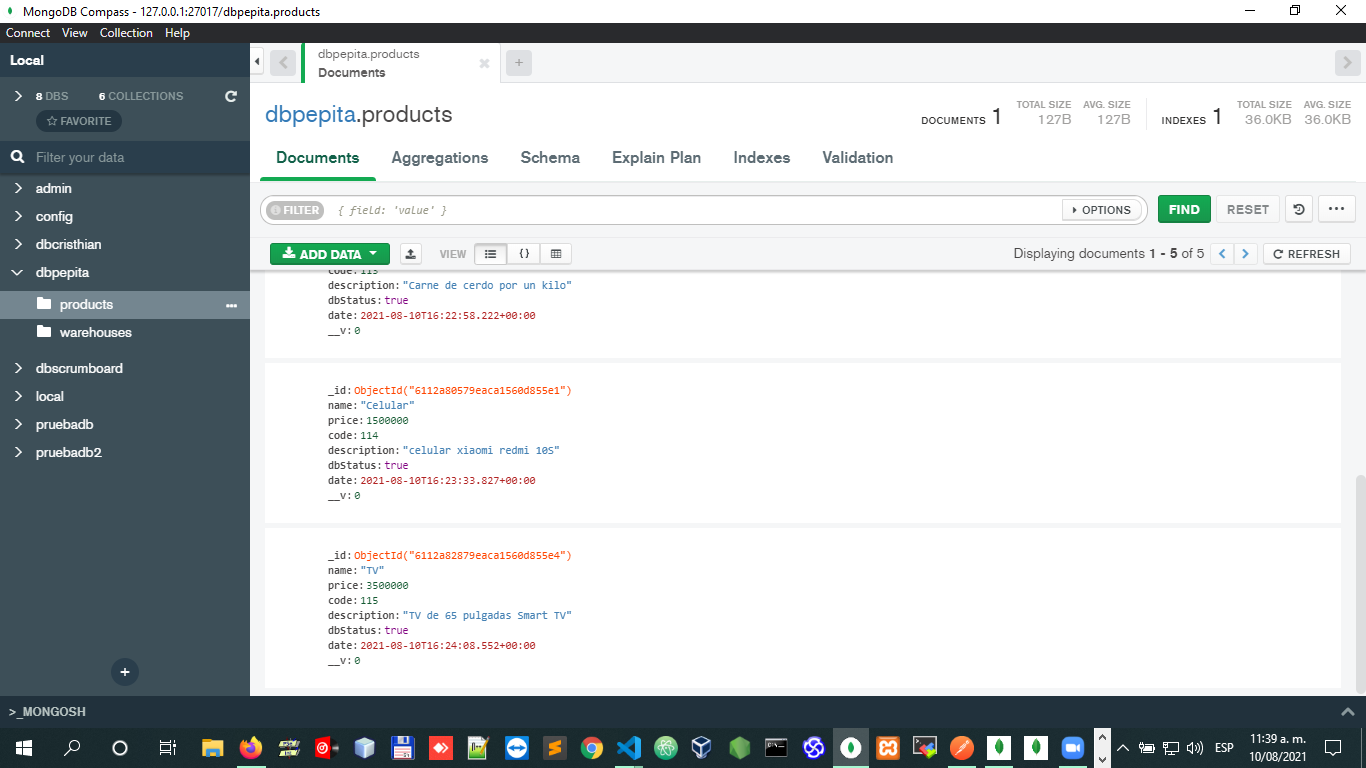 MongoDB Compass - 127.0.0.1:27017/dbpepita.products
Connect View Collection Help
Local
8 DBS 6 COLLECTIONS
FAVORITE
Filter your data
admin
config
dbcristhian
dbpepita
products
warehouses
dbscrumboard
local
pruebadb
pruebadb2
dbpepita.products
Documents
dbpepita.products
DOCUMENTS 1 TOTAL SIZE 127B AVG. SIZE 127B INDEXES 1 TOTAL SIZE 36.0KB AVG. SIZE 36.0KB
Documents Aggregations Schema Explain Plan Indexes Validation
FILTER { field: 'value' } OPTIONS FIND RESET
ADD DATA VIEW { } Displaying documents 1 - 5 of 5 REFRESH
code: 113
description: "Carne de cerdo por un kilo"
dbStatus: true
date: 2021-08-10T16:22:58.222+00:00
__v: 0
_id: ObjectId("6112a80579eaca1560d855e1")
name: "Celular"
price: 1500000
code: 114
description: "celular xiaomi redmi 10S"
dbStatus: true
date: 2021-08-10T16:23:33.827+00:00
__v: 0
_id: ObjectId("6112a82879eaca1560d855e4")
name: "TV"
price: 3500000
code: 115
description: "TV de 65 pulgadas Smart TV"
dbStatus: true
date: 2021-08-10T16:24:08.552+00:00
__v: 0
>_MONGOSH
ESP
11:39 a. m.
10/08/2021